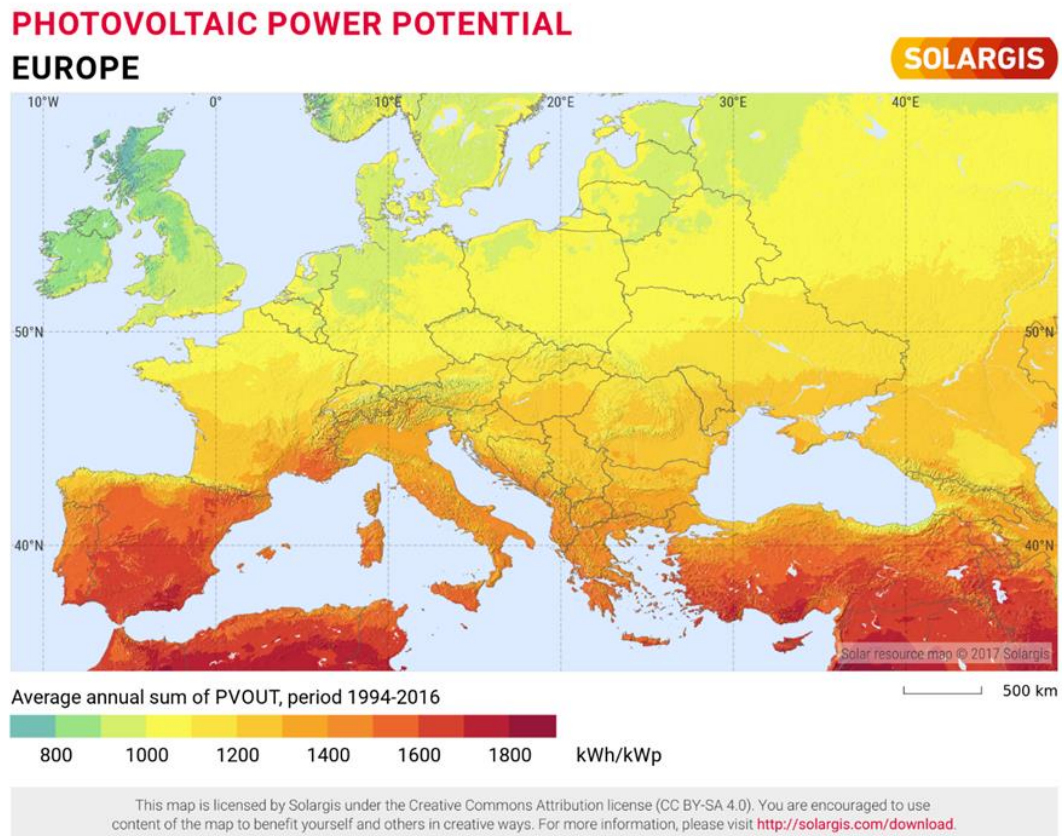 PHOTOVOLTAIC POWER POTENTIAL
EUROPE
SOLARGIS
10°W 0° 10°E 20°E 30°E 40°E
50°N 50°N
40°N 40°N
Solar resource map © 2017 Solargis
Average annual sum of PVOUT, period 1994-2016
500 km
800 1000 1200 1400 1600 1800 kWh/kWp
This map is licensed by Solargis under the Creative Commons Attribution license (CC BY-SA 4.0). You are encouraged to use
content of the map to benefit yourself and others in creative ways. For more information, please visit http://solargis.com/download.